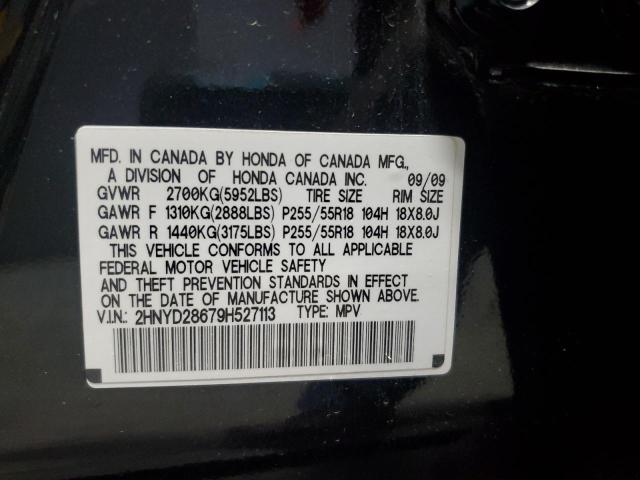 MFD. IN CANADA BY HONDA OF CANADA MFG.,
A DIVISION OF HONDA CANADA INC. 09/09
GVWR 2700KG(5952LBS) TIRE SIZE RIM SIZE
GAWR F 1310KG(2888LBS) P255/55R18 104H 18X8.0J
GAWR R 1440KG(3175LBS) P255/55R18 104H 18X8.0J
THIS VEHICLE CONFORMS TO ALL APPLICABLE
FEDERAL MOTOR VEHICLE SAFETY
AND THEFT PREVENTION STANDARDS IN EFFECT
ON THE DATE OF MANUFACTURE SHOWN ABOVE.
V.I.N.: 2HNYD28679H527113 TYPE: MPV